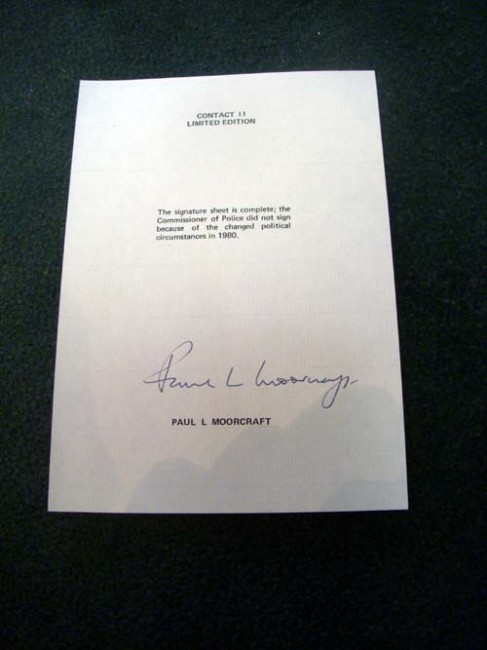 CONTACT II
LIMITED EDITION
The signature sheet is complete; the
Commissioner of Police did not sign
because of the changed political
circumstances in 1980.
Paul L Moorcraft
PAUL L MOORCRAFT